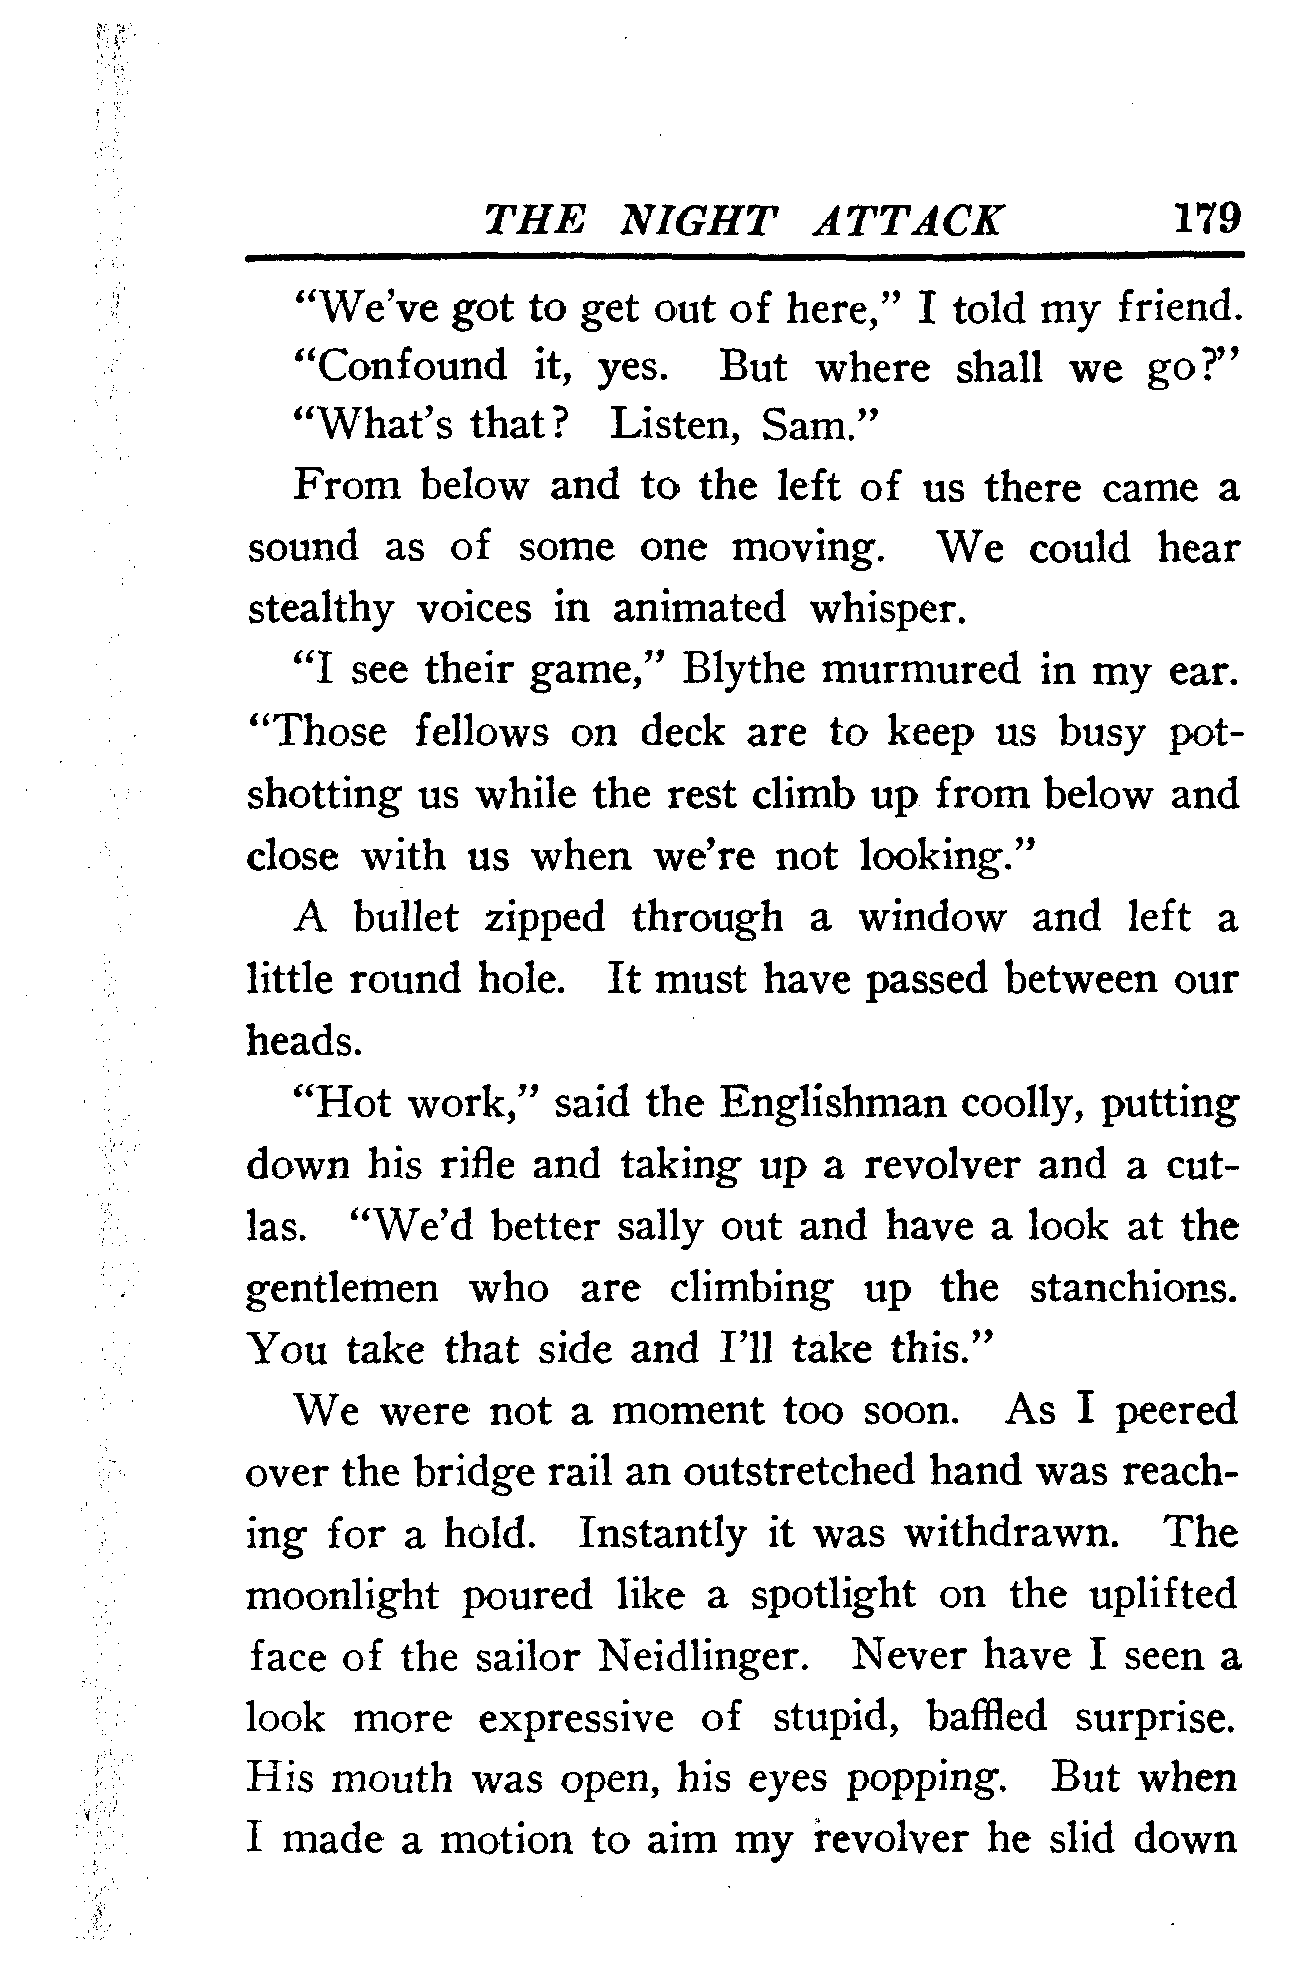 THE NIGHT ATTACK 179
"We've got to get out of here," I told my friend.
"Confound it, yes. But where shall we go?"
"What's that? Listen, Sam."
From below and to the left of us there came a
sound as of some one moving. We could hear
stealthy voices in animated whisper.
"I see their game," Blythe murmured in my ear.
"Those fellows on deck are to keep us busy pot-
shotting us while the rest climb up from below and
close with us when we're not looking."
A bullet zipped through a window and left a
little round hole. It must have passed between our
heads.
"Hot work," said the Englishman coolly, putting
down his rifle and taking up a revolver and a cut-
las. "We'd better sally out and have a look at the
gentlemen who are climbing up the stanchions.
You take that side and I'll take this."
We were not a moment too soon. As I peered
over the bridge rail an outstretched hand was reach-
ing for a hold. Instantly it was withdrawn. The
moonlight poured like a spotlight on the uplifted
face of the sailor Neidlinger. Never have I seen a
look more expressive of stupid, baffled surprise.
His mouth was open, his eyes popping. But when
I made a motion to aim my revolver he slid down